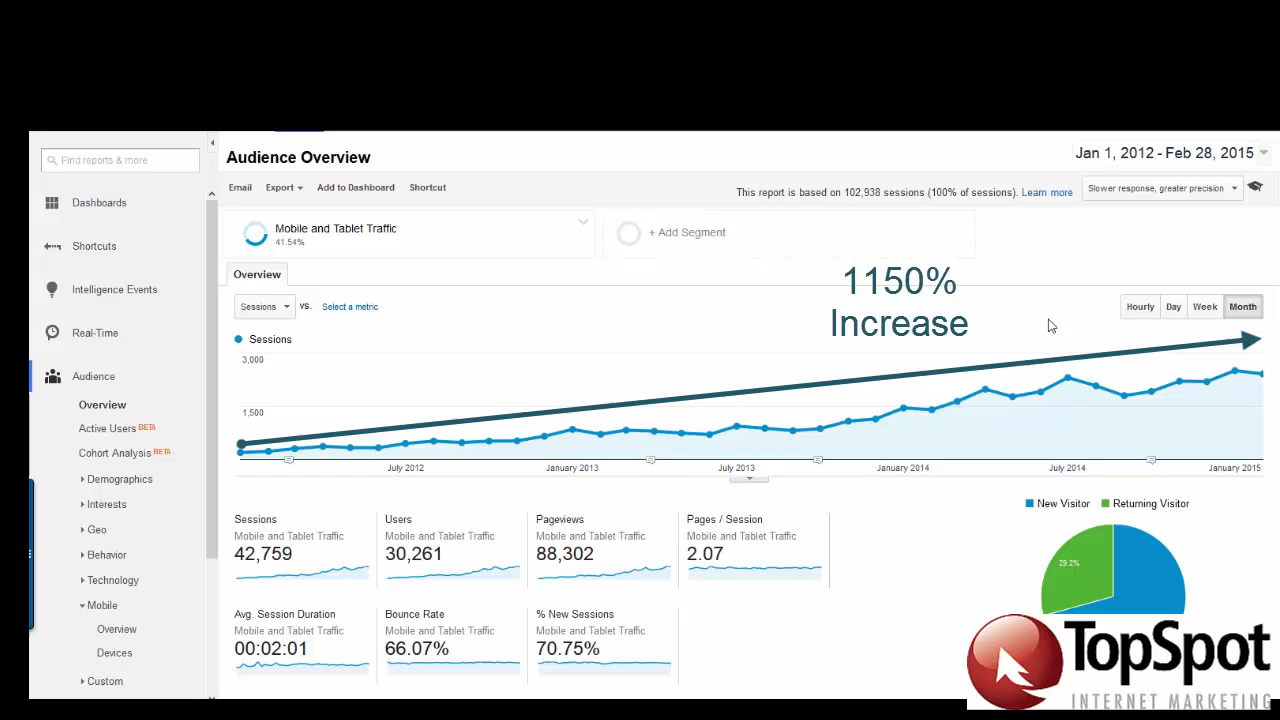 Find reports & more
Audience Overview
Jan 1, 2012 - Feb 28, 2015
Email Export Add to Dashboard Shortcut
This report is based on 102,938 sessions (100% of sessions). Learn more
Slower response, greater precision
Dashboards
Shortcuts
Intelligence Events
Real-Time
Audience
Overview
Active Users BETA
Cohort Analysis BETA
Demographics
Interests
Geo
Behavior
Technology
Mobile
Overview
Devices
Custom
Mobile and Tablet Traffic
41.54%
+ Add Segment
Overview
1150%
Increase
Sessions vs. Select a metric
Hourly Day Week Month
Sessions
3,000
1,500
July 2012 January 2013 July 2013 January 2014 July 2014 January 2015
New Visitor Returning Visitor
29.2%
Sessions
Mobile and Tablet Traffic
42,759
Users
Mobile and Tablet Traffic
30,261
Pageviews
Mobile and Tablet Traffic
88,302
Pages / Session
Mobile and Tablet Traffic
2.07
Avg. Session Duration
Mobile and Tablet Traffic
00:02:01
Bounce Rate
Mobile and Tablet Traffic
66.07%
% New Sessions
Mobile and Tablet Traffic
70.75%
TopSpot
INTERNET MARKETING